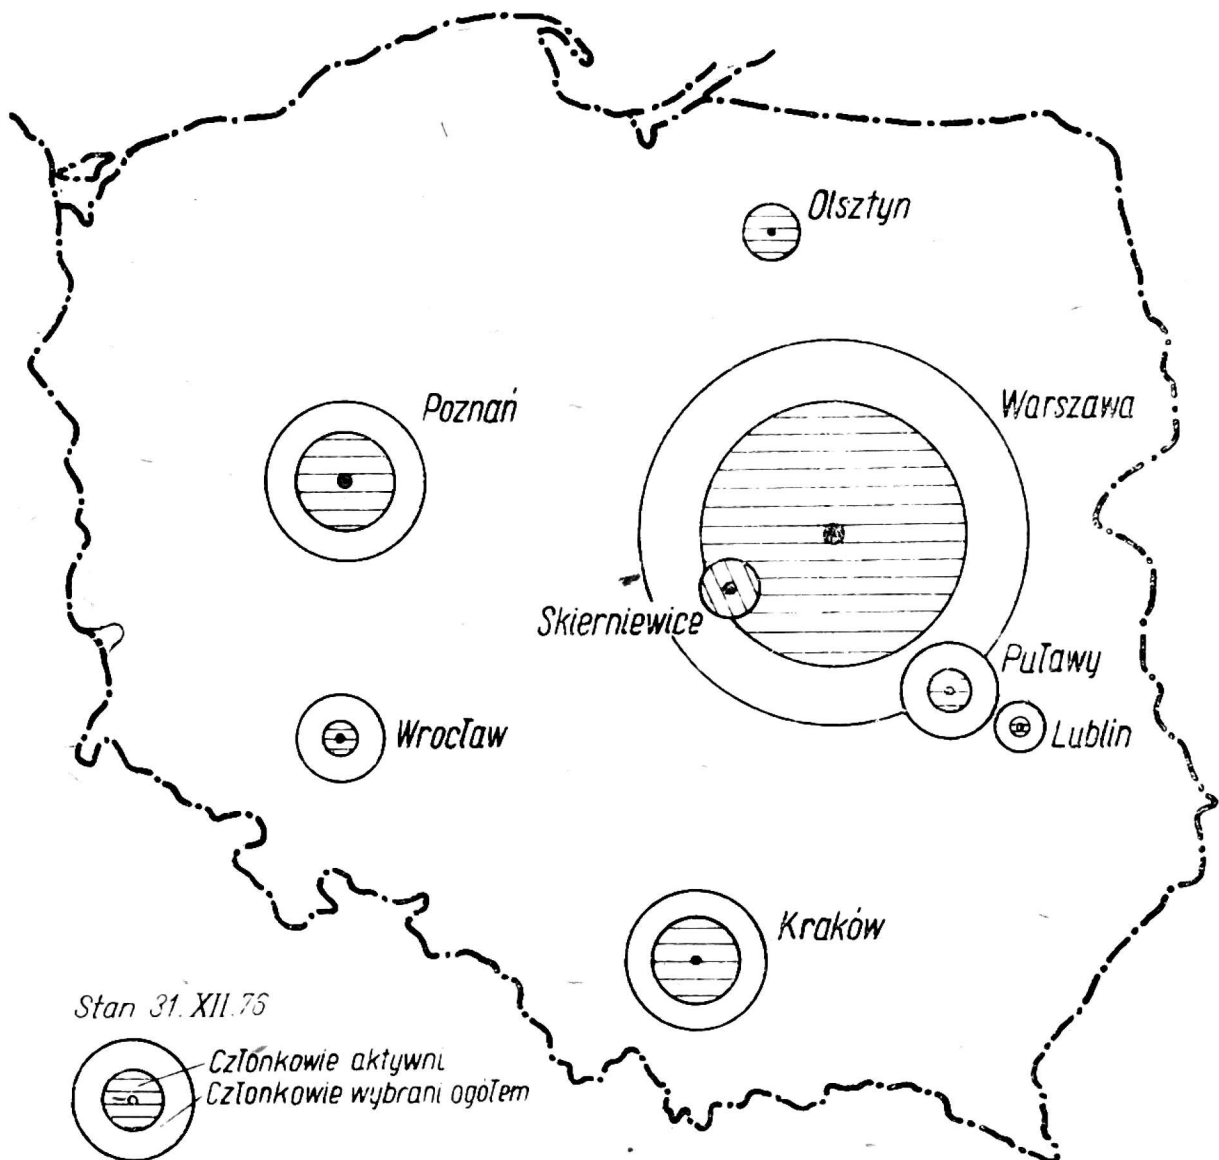 Olsztyn
Poznań
Warszawa
Skierniewice
Puławy
Wrocław
Lublin
Kraków
Stan 31. XII. 76
Członkowie aktywni
Członkowie wybrani ogółem